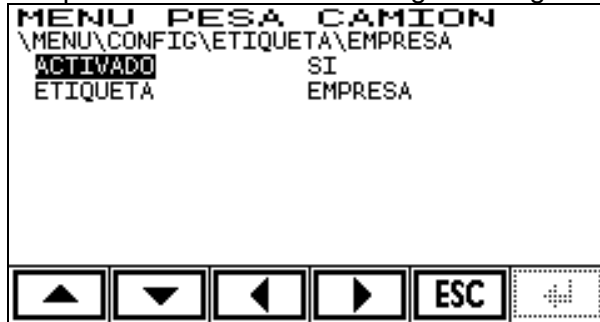 MENU PESA CAMION
\MENU\CONFIG\ETIQUETA\EMPRESA
ACTIVADO SI
ETIQUETA EMPRESA
ESC